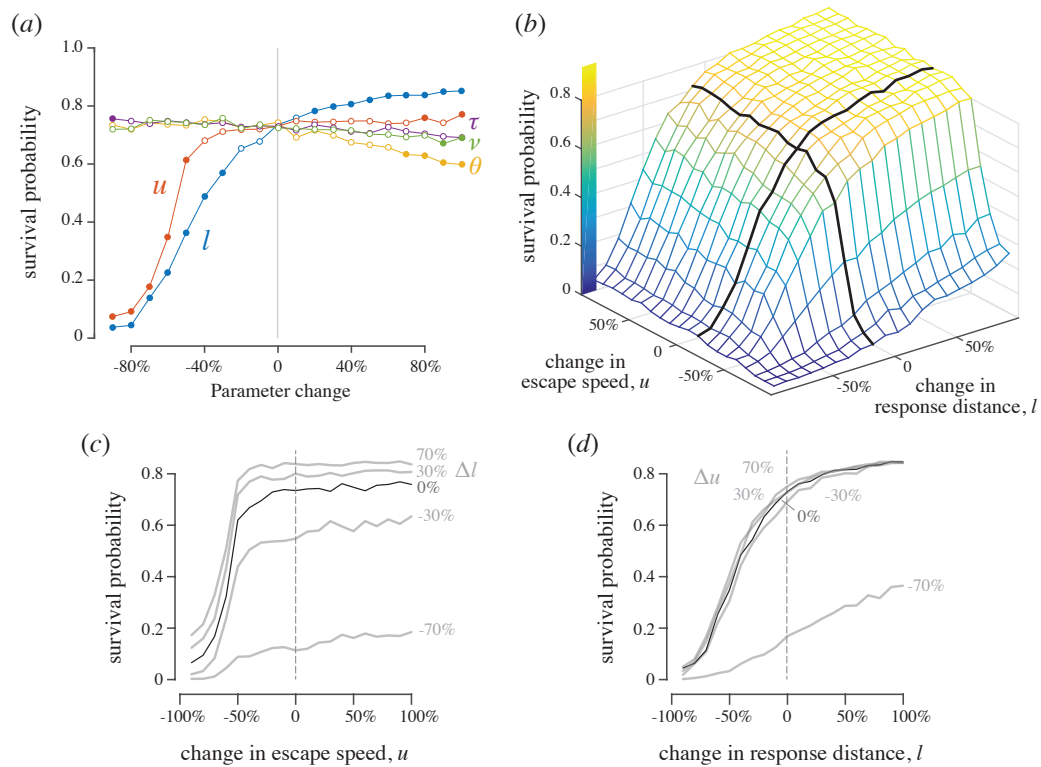 (a)
1.0
0.8
0.6
0.4
0.2
0
survival probability
u
l
τ
ν
θ
-80%
-40%
0
40%
80%
Parameter change
(b)
0.8
0.6
0.4
0.2
0
survival probability
50%
0
-50%
change in
escape speed, u
-50%
0
50%
change in
response distance, l
(c)
0.8
0.6
0.4
0.2
0
survival probability
70%
30% Δl
0%
-30%
-70%
-100%
-50%
0
50%
100%
change in escape speed, u
(d)
0.8
0.6
0.4
0.2
0
survival probability
Δu
70%
30%
-30%
0%
-70%
-100%
-50%
0
50%
100%
change in response distance, l